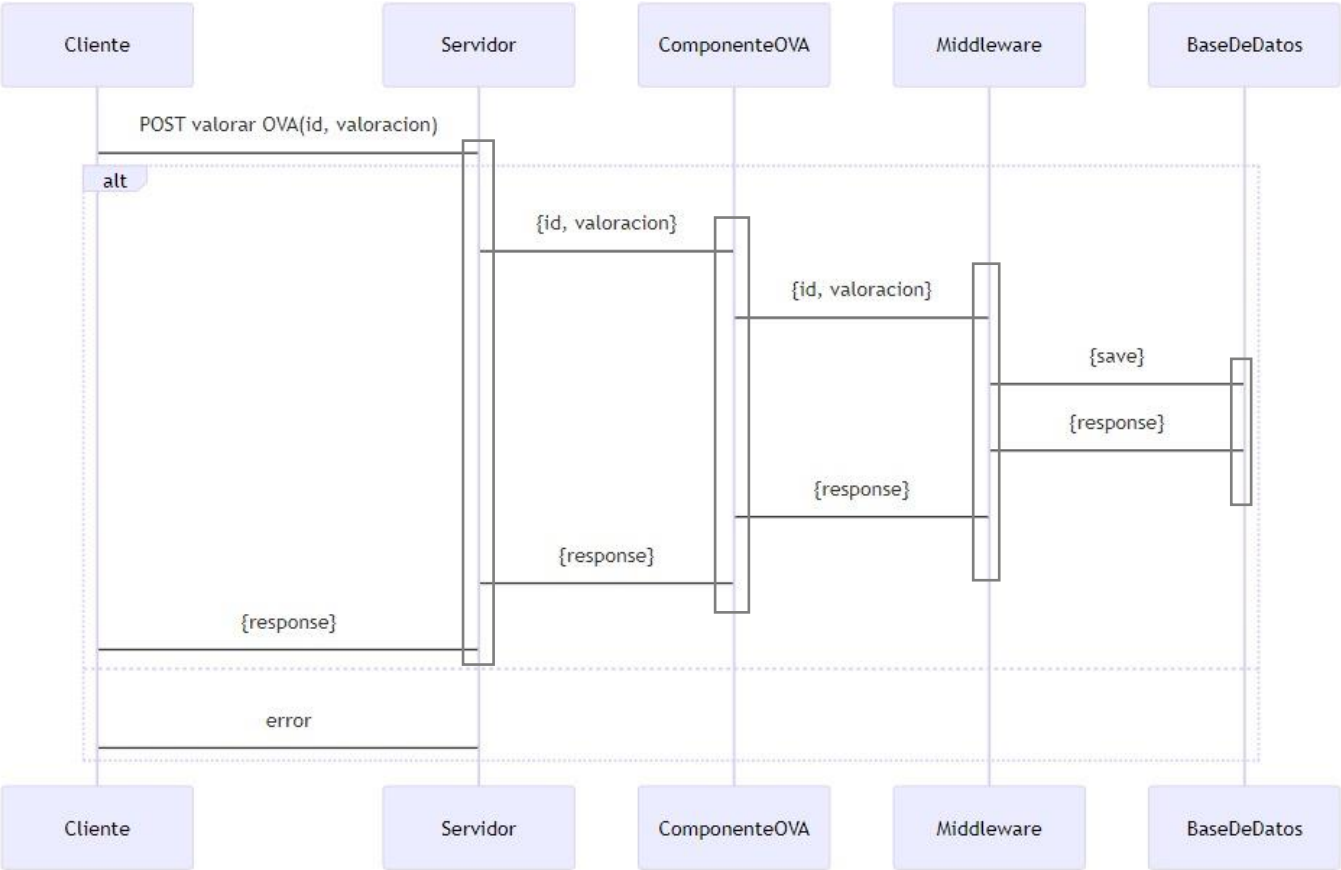 Cliente
Servidor
ComponenteOVA
Middleware
BaseDeDatos
POST valorar OVA(id, valoracion)
alt
{id, valoracion}
{id, valoracion}
{save}
{response}
{response}
{response}
{response}
error
Cliente
Servidor
ComponenteOVA
Middleware
BaseDeDatos